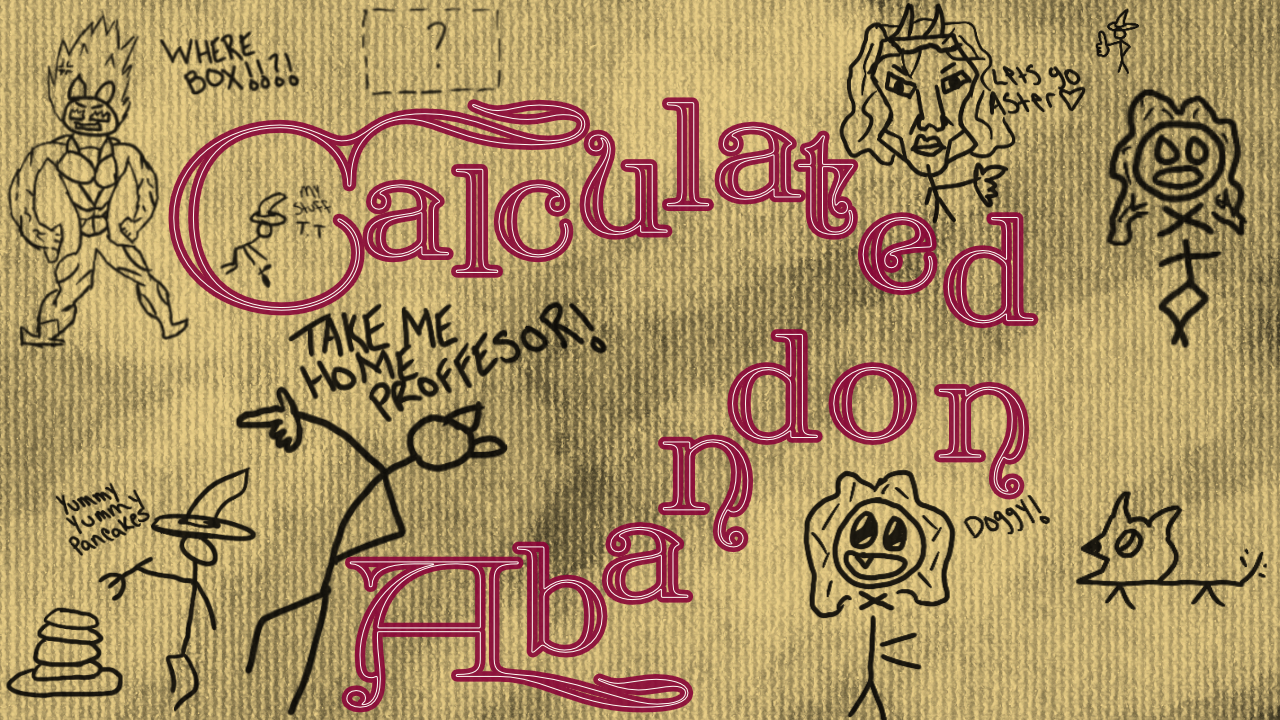 WHERE
BOX!!?!
?
Lets go
Aster
MY
STUFF
T.T
Calculated
TAKE ME
HOME
PROFFESOR!
Abandon
Yummy
Yummy
Pancakes
DOGGY!